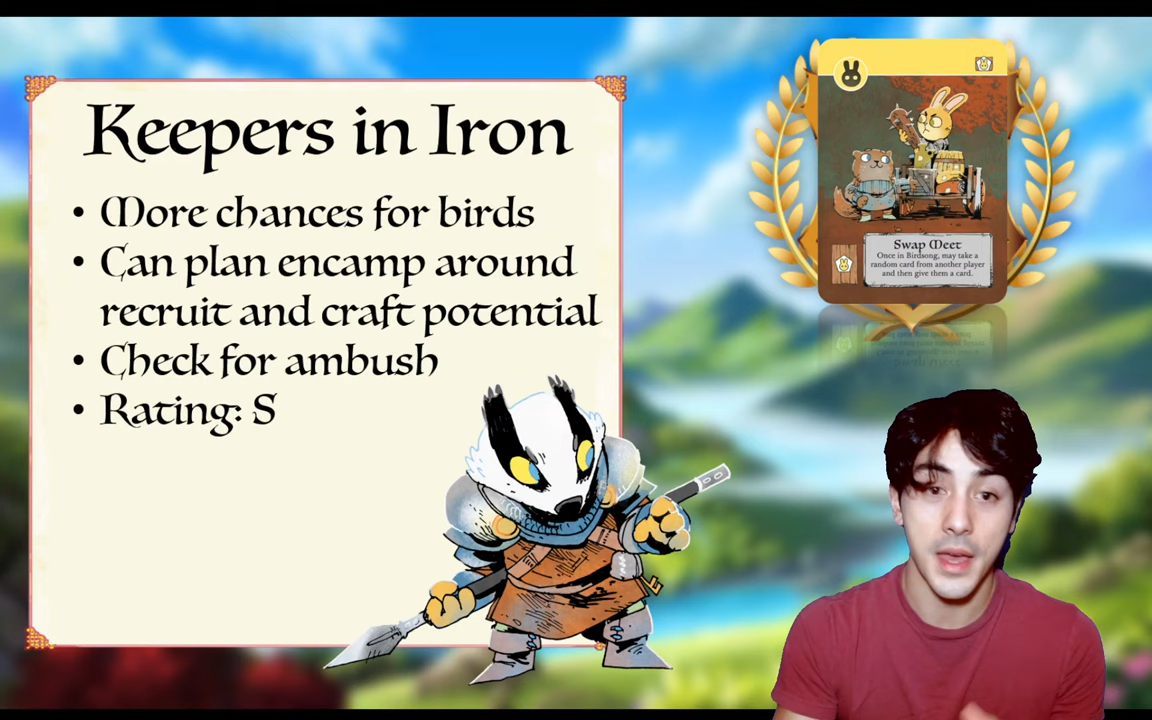 Keepers in Iron
• More chances for birds
• Can plan encamp around
recruit and craft potential
• Check for ambush
• Rating: S
Swap Meet
Once in Birdsong, may take a
random card from another player
and then give them a card.